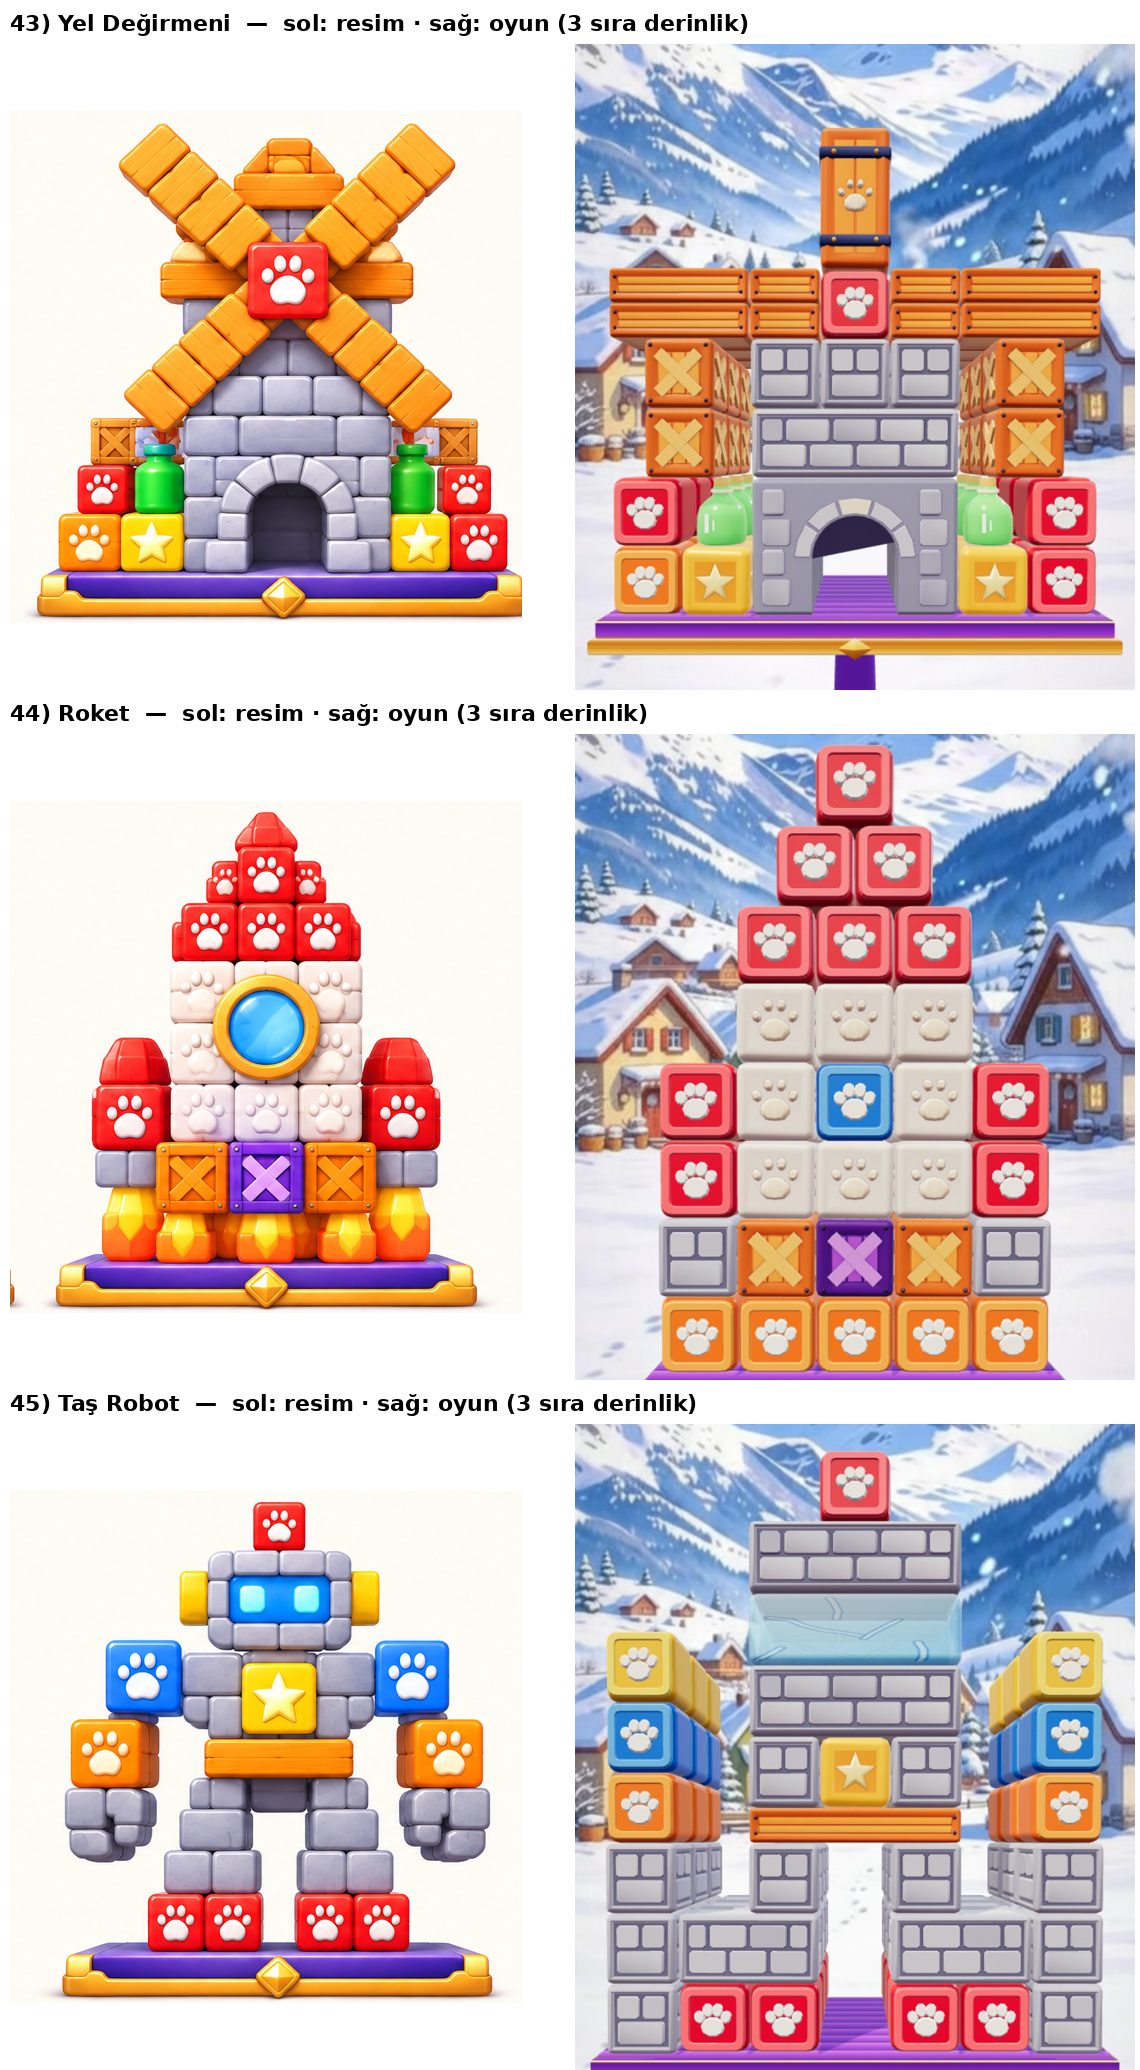 43) Yel Değirmeni — sol: resim · sağ: oyun (3 sıra derinlik)
44) Roket — sol: resim · sağ: oyun (3 sıra derinlik)
45) Taş Robot — sol: resim · sağ: oyun (3 sıra derinlik)